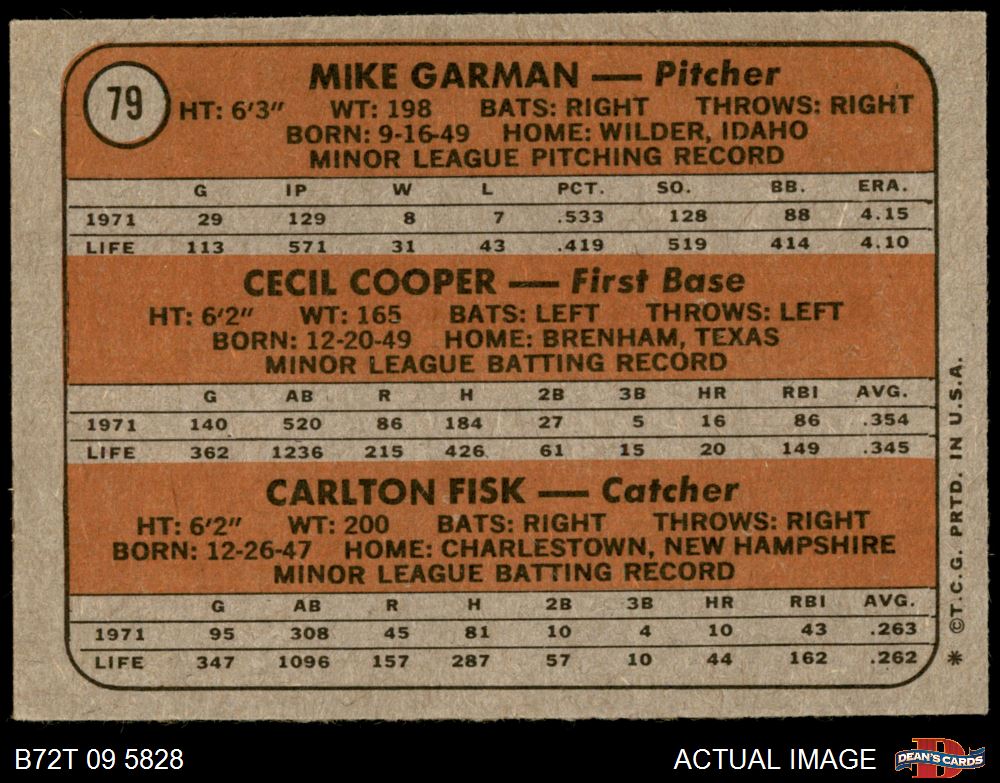 79
MIKE GARMAN — Pitcher
HT: 6'3" WT: 198 BATS: RIGHT THROWS: RIGHT
BORN: 9-16-49 HOME: WILDER, IDAHO
MINOR LEAGUE PITCHING RECORD
G IP W L PCT. SO. BB. ERA.
1971 29 129 8 7 .533 128 88 4.15
LIFE 113 571 31 43 .419 519 414 4.10
CECIL COOPER — First Base
HT: 6'2" WT: 165 BATS: LEFT THROWS: LEFT
BORN: 12-20-49 HOME: BRENHAM, TEXAS
MINOR LEAGUE BATTING RECORD
G AB R H 2B 3B HR RBI AVG.
1971 140 520 86 184 27 5 16 86 .354
LIFE 362 1236 215 426 61 15 20 149 .345
CARLTON FISK — Catcher
HT: 6'2" WT: 200 BATS: RIGHT THROWS: RIGHT
BORN: 12-26-47 HOME: CHARLESTOWN, NEW HAMPSHIRE
MINOR LEAGUE BATTING RECORD
G AB R H 2B 3B HR RBI AVG.
1971 95 308 45 81 10 4 10 43 .263
LIFE 347 1096 157 287 57 10 44 162 .262
* ©T.C.G. PRTD. IN U.S.A.
B72T 09 5828
ACTUAL IMAGE
D
DEAN'S CARDS